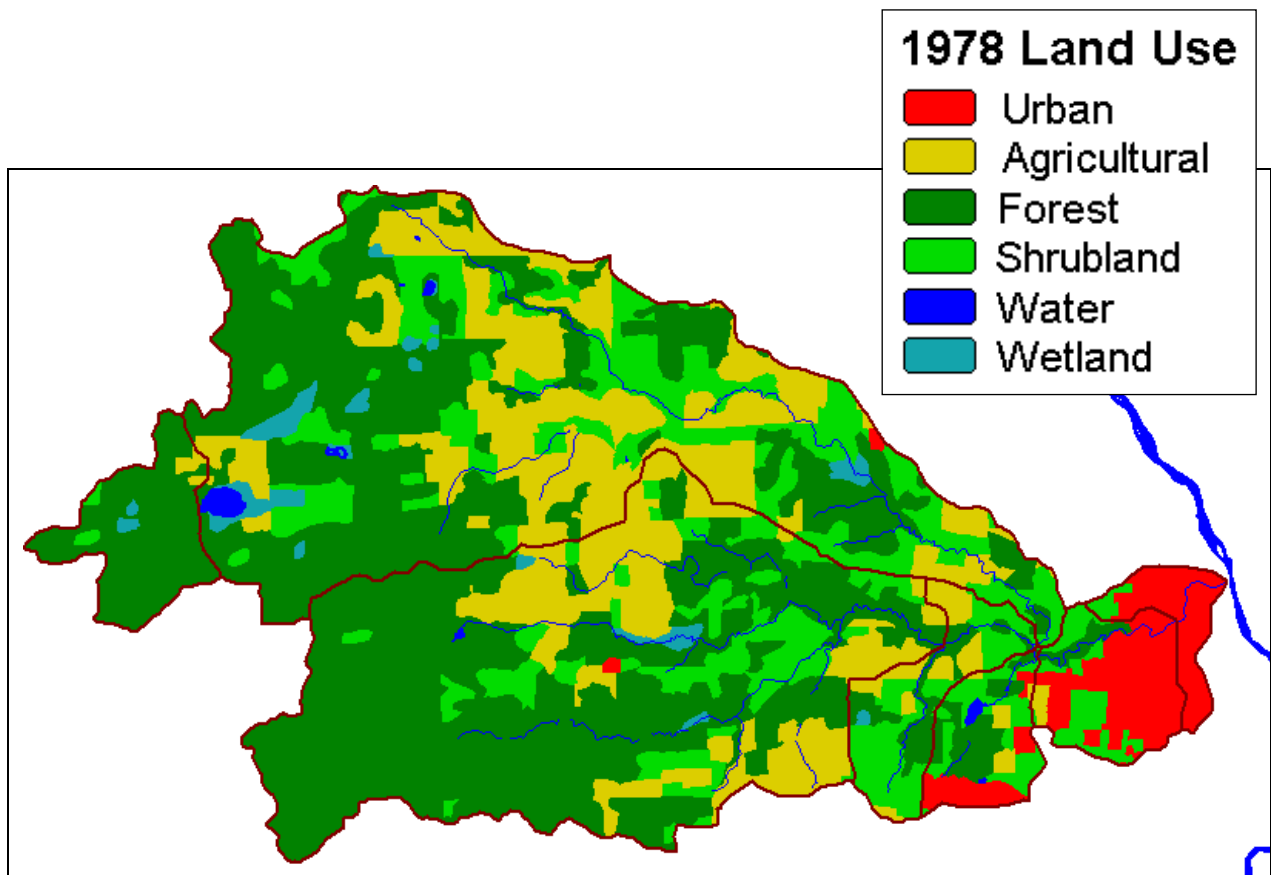 1978 Land Use
Urban
Agricultural
Forest
Shrubland
Water
Wetland